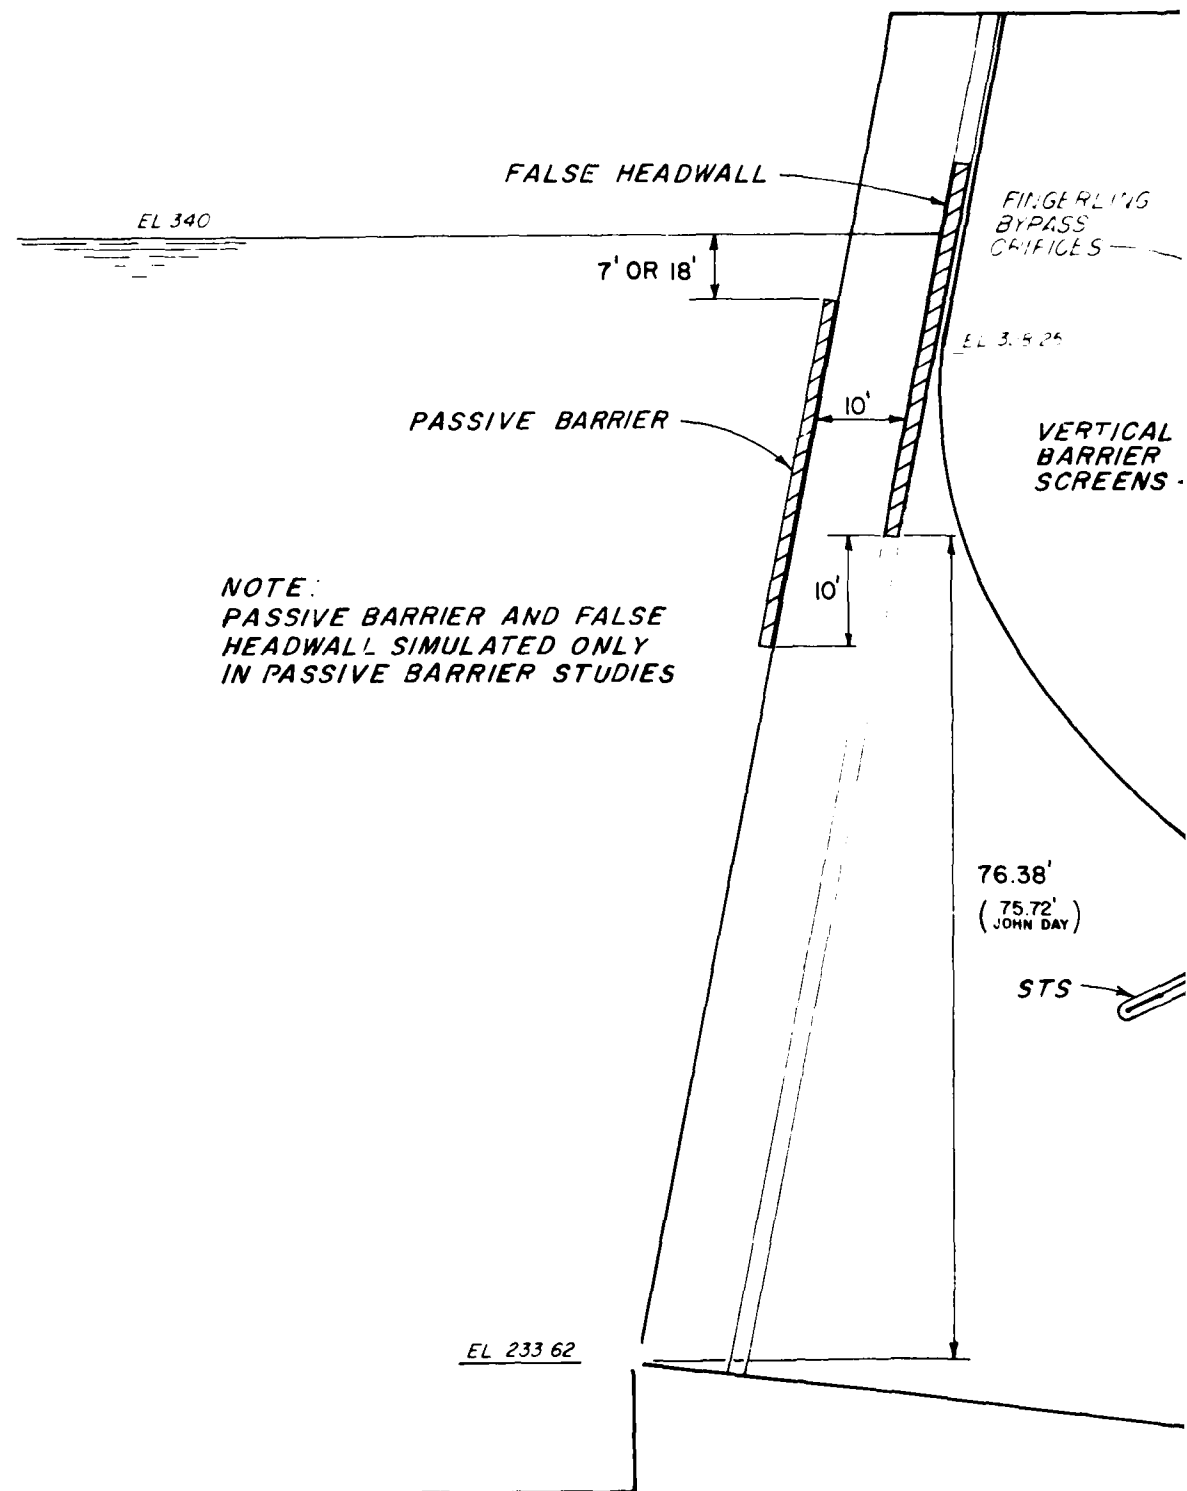 FALSE HEADWALL
FINGERLING
BYPASS
ORIFICES
EL 340
7' OR 18'
10'
PASSIVE BARRIER
VERTICAL
BARRIER
SCREENS
10'
NOTE:
PASSIVE BARRIER AND FALSE
HEADWALL SIMULATED ONLY
IN PASSIVE BARRIER STUDIES
76.38'
( 75.72'
JOHN DAY )
STS
EL 233 62